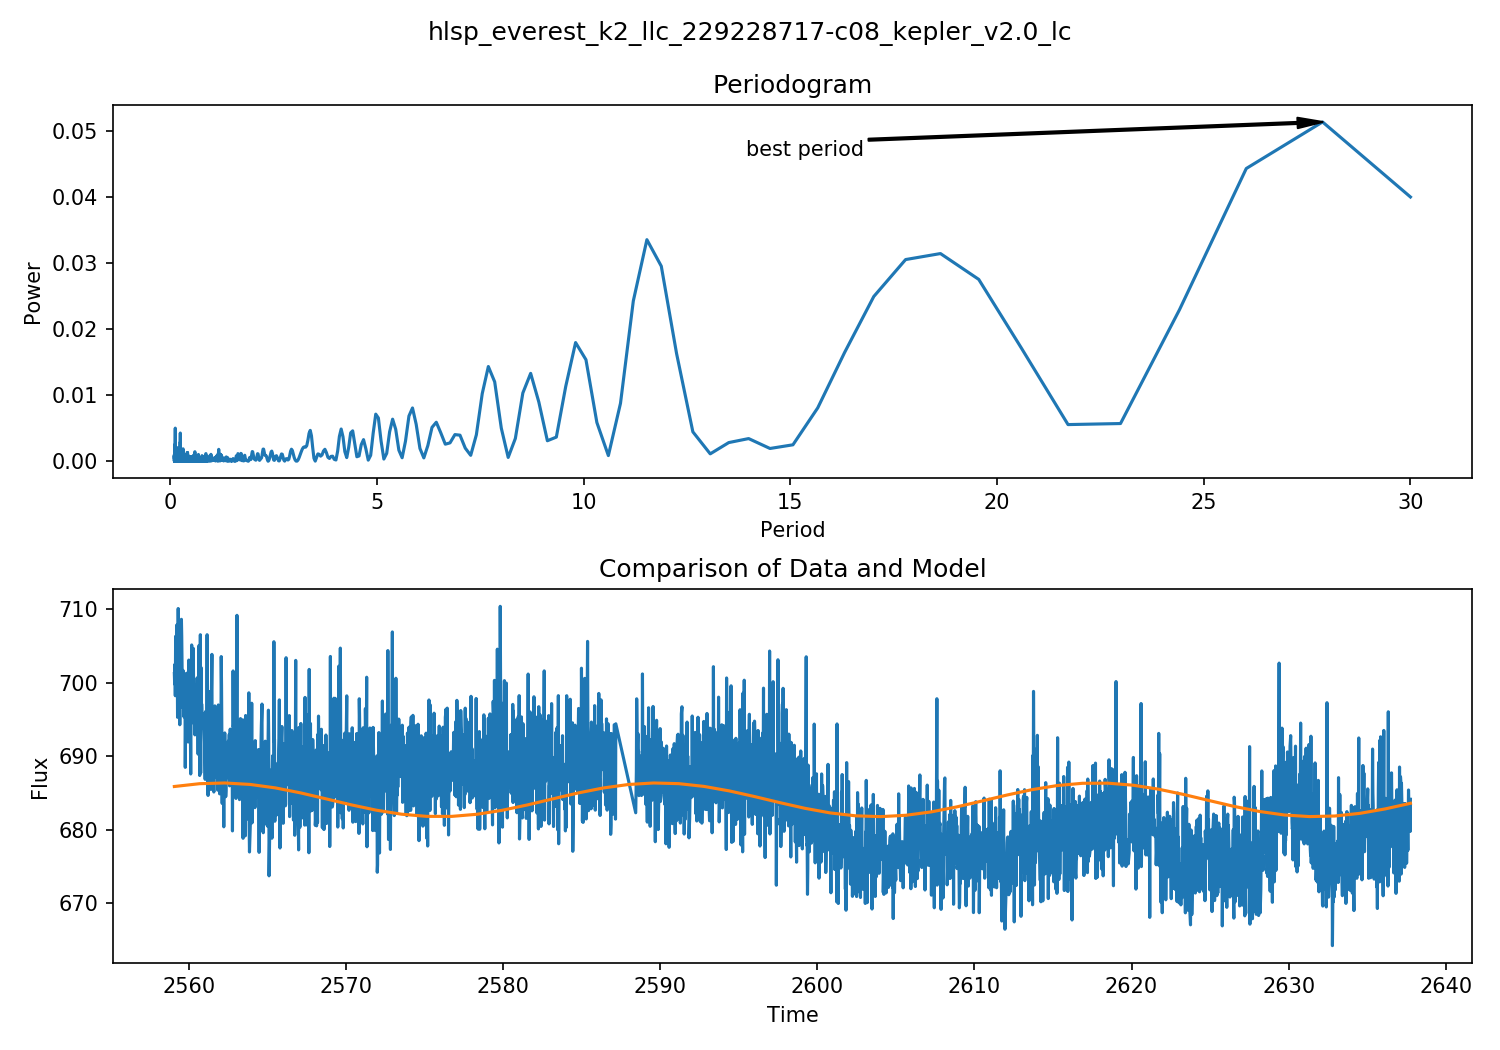 hlsp_everest_k2_llc_229228717-c08_kepler_v2.0_lc
Periodogram
0.05
0.04
0.03
0.02
0.01
0.00
Power
best period
0 5 10 15 20 25 30
Period
Comparison of Data and Model
710
700
690
680
670
Flux
2560 2570 2580 2590 2600 2610 2620 2630 2640
Time